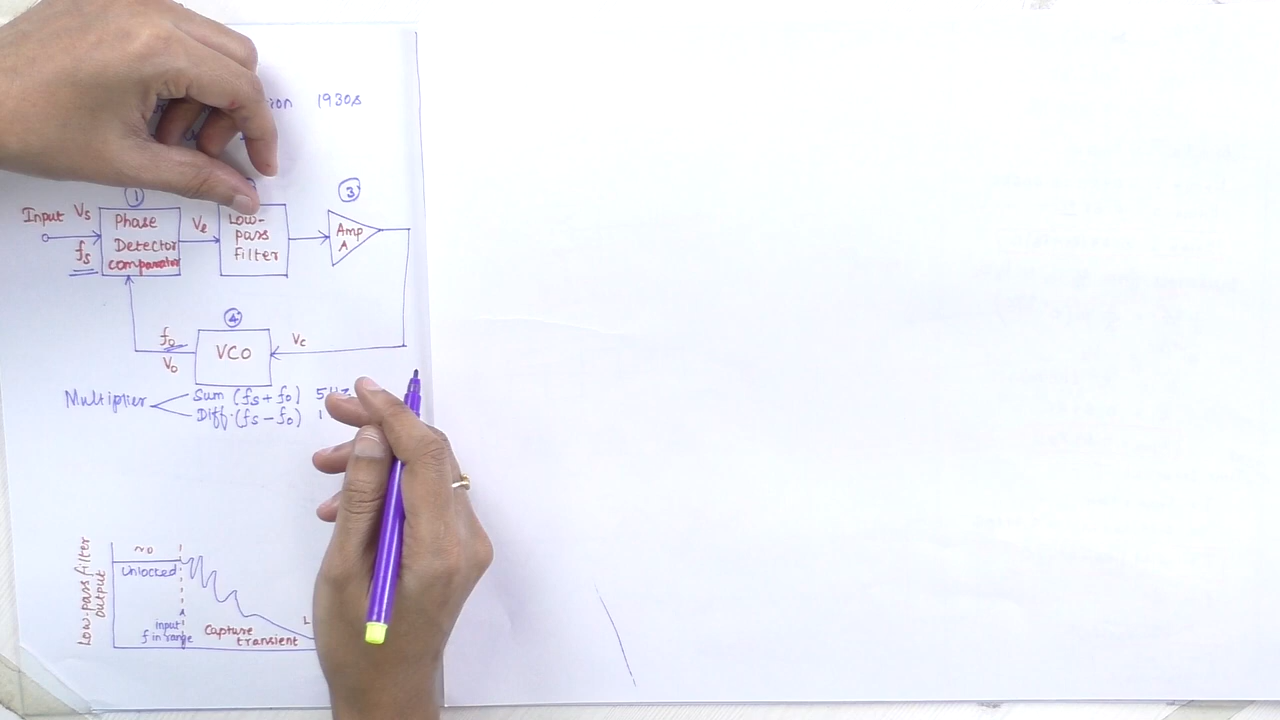 1930s
① ③
Input Vs Phase Detector comparator Ve Low-pass filter Amp A
fs
④
fo VCO Vc
Vo
Multiplier Sum (fs + fo)
Diff. (fs - fo)
Low-pass filter output
~0
Unlocked
input f in range
Capture transient